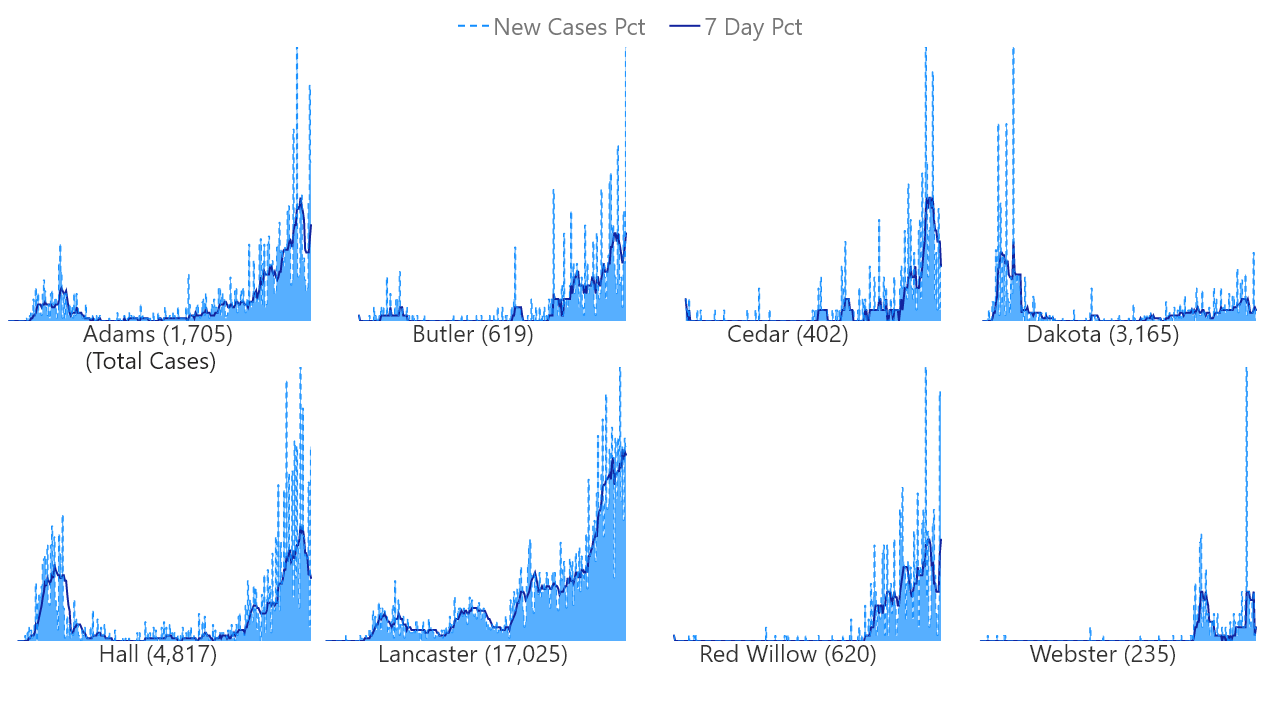 New Cases Pct 7 Day Pct
Adams (1,705) Butler (619) Cedar (402) Dakota (3,165)
(Total Cases)
Hall (4,817) Lancaster (17,025) Red Willow (620) Webster (235)